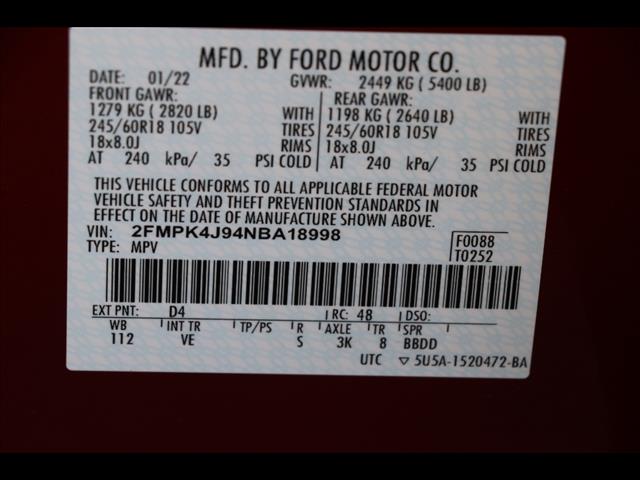 MFD. BY FORD MOTOR CO.
DATE: 01/22 GVWR: 2449 KG ( 5400 LB)
FRONT GAWR: REAR GAWR:
1279 KG ( 2820 LB) WITH 1198 KG ( 2640 LB) WITH
245/60R18 105V TIRES 245/60R18 105V TIRES
18x8.0J RIMS 18x8.0J RIMS
AT 240 kPa/ 35 PSI COLD AT 240 kPa/ 35 PSI COLD
THIS VEHICLE CONFORMS TO ALL APPLICABLE FEDERAL MOTOR
VEHICLE SAFETY AND THEFT PREVENTION STANDARDS IN
EFFECT ON THE DATE OF MANUFACTURE SHOWN ABOVE.
VIN: 2FMPK4J94NBA18998 F0088
TYPE: MPV T0252
EXT PNT: D4 RC: 48 DSO:
WB INT TR TP/PS R AXLE TR SPR
112 VE S 3K 8 BBDD
UTC ▽ 5U5A-1520472-BA